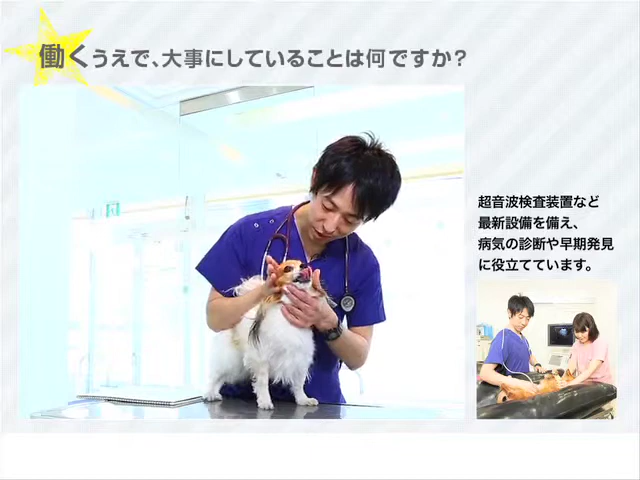 働くうえで、大事にしていることは何ですか?
超音波検査装置など
最新設備を備え、
病気の診断や早期発見
に役立てています。